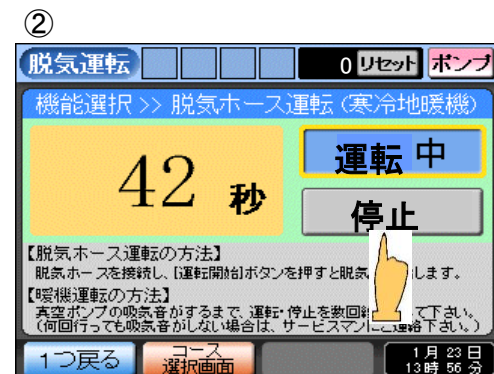 ②
脱気運転 0 リセット ポンプ
機能選択 >> 脱気ホース運転 (寒冷地暖機)
42 秒
運転 中
停止
【脱気ホース運転の方法】
脱気ホースを接続し、[運転開始]ボタンを押すと脱気 します。
【暖機運転の方法】
真空ポンプの吸気音がするまで、運転・停止を数回 て下さい。
(何回行っても吸気音がしない場合は、サービスマンにご連絡下さい。)
1つ戻る
コース
選択画面
1月 23日
13時 56分